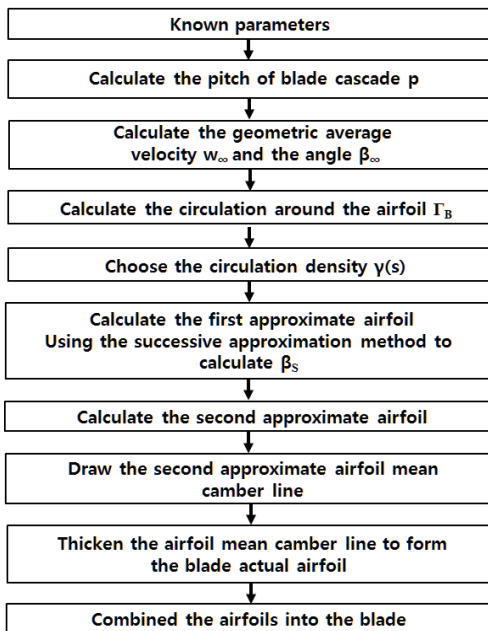 Known parameters
Calculate the pitch of blade cascade p
Calculate the geometric average
velocity w∞ and the angle β∞
Calculate the circulation around the airfoil ΓB
Choose the circulation density γ(s)
Calculate the first approximate airfoil
Using the successive approximation method to
calculate βS
Calculate the second approximate airfoil
Draw the second approximate airfoil mean
camber line
Thicken the airfoil mean camber line to form
the blade actual airfoil
Combined the airfoils into the blade